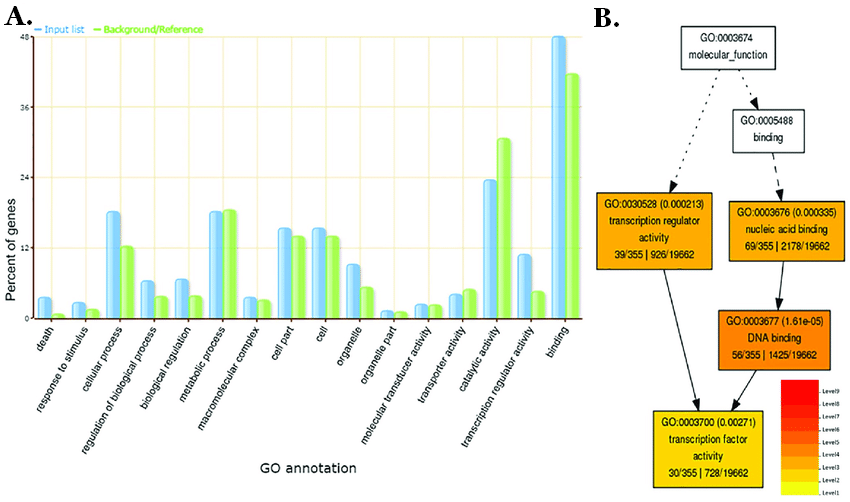 A.
Input list Background/Reference
48
36
24
12
0
Percent of genes
death
response to stimulus
cellular process
regulation of biological process
biological regulation
metabolic process
macromolecular complex
cell part
cell
organelle
organelle part
molecular transducer activity
transporter activity
catalytic activity
transcription regulator activity
binding
GO annotation
B.
GO:0003674
molecular_function
GO:0005488
binding
GO:0030528 (0.000213)
transcription regulator
activity
39/355 | 926/19662
GO:0003676 (0.000335)
nucleic acid binding
69/355 | 2178/19662
GO:0003677 (1.61e-05)
DNA binding
56/355 | 1425/19662
GO:0003700 (0.00271)
transcription factor
activity
30/355 | 728/19662
Level9
Level8
Level7
Level6
Level5
Level4
Level3
Level2
Level1